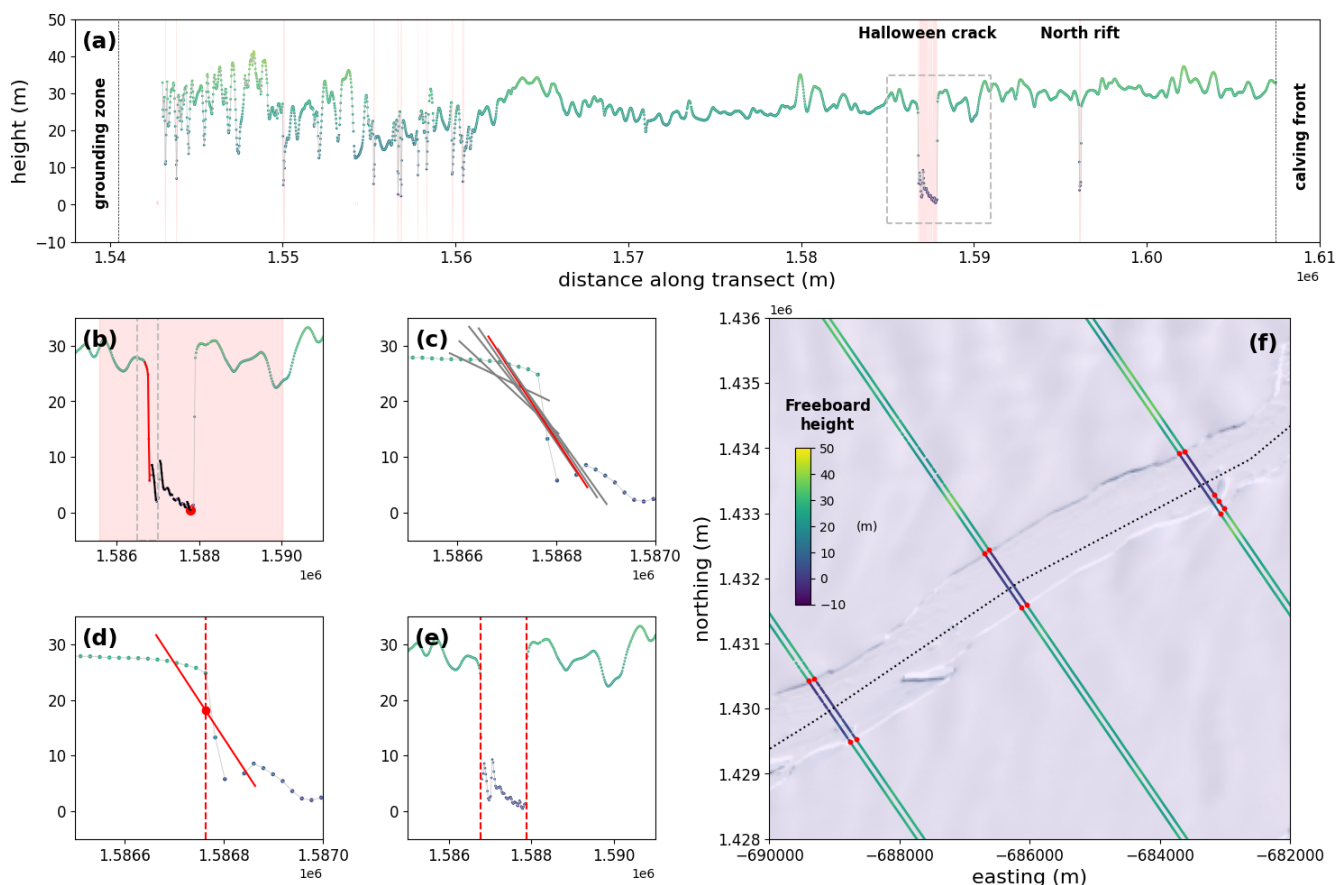 (a)
Halloween crack
North rift
height (m)
50
40
30
20
10
0
−10
grounding zone
calving front
1.54
1.55
1.56
1.57
1.58
1.59
1.60
1.61
1e6
distance along transect (m)
(b)
30
20
10
0
1.586
1.588
1.590
1e6
(c)
30
20
10
0
1.5866
1.5868
1.5870
1e6
(d)
30
20
10
0
1.5866
1.5868
1.5870
1e6
(e)
30
20
10
0
1.586
1.588
1.590
1e6
1e6
(f)
northing (m)
1.436
1.435
1.434
1.433
1.432
1.431
1.430
1.429
1.428
Freeboard
height
50
40
30
20
10
0
−10
(m)
−690000
−688000
−686000
−684000
−682000
easting (m)